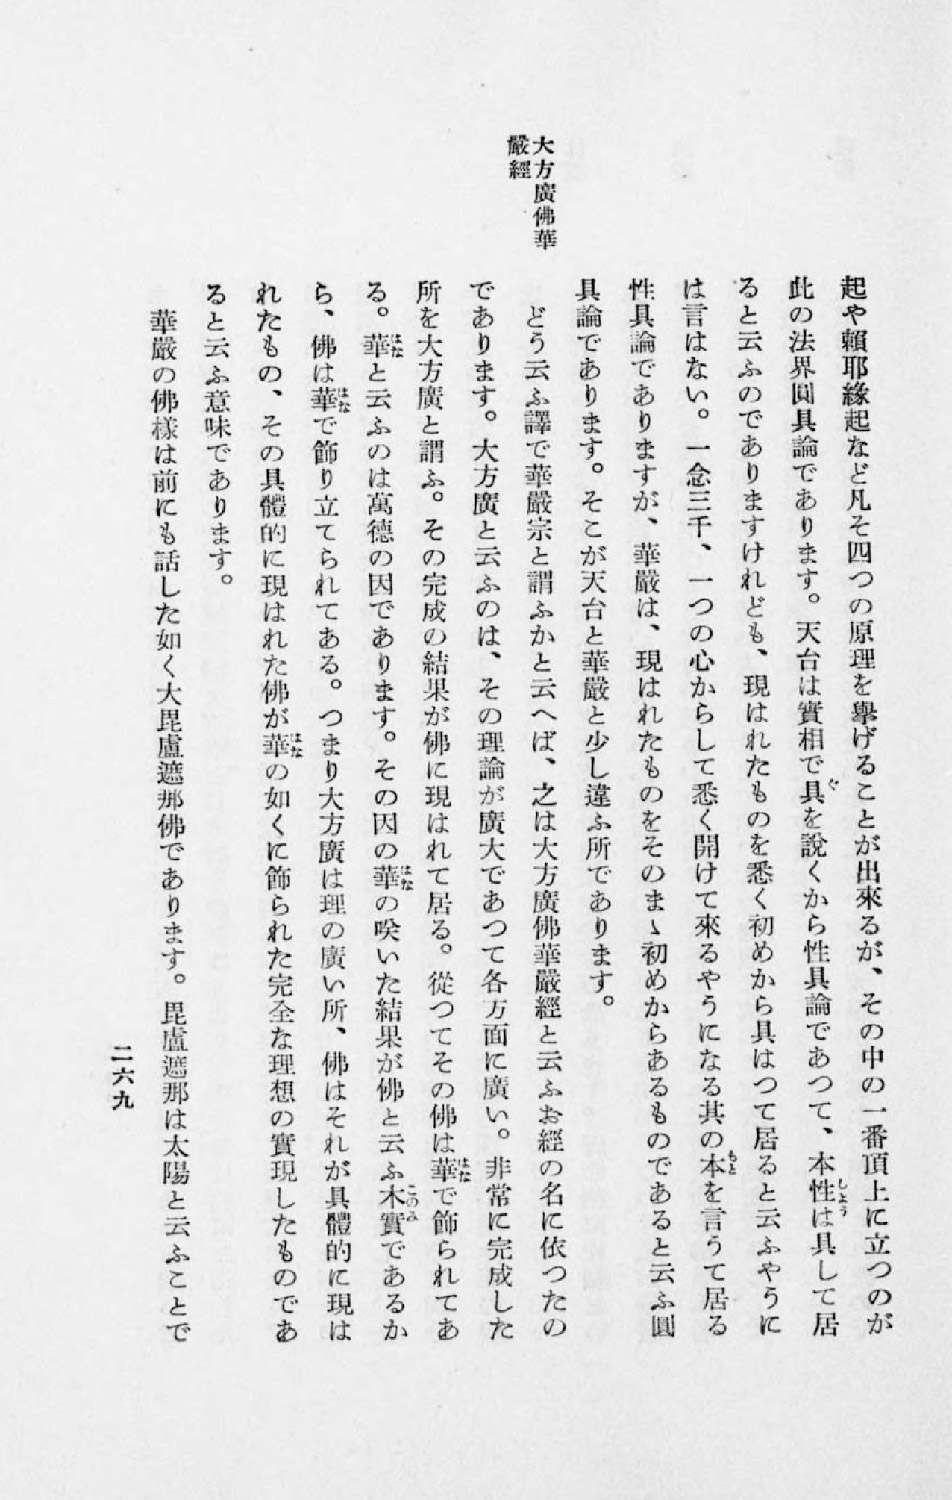 大方廣佛華
嚴經
起や賴耶緣起など凡そ四つの原理を擧げることが出來るが、その中の一番頂上に立つのが
此の法界圓具論であります。天台は實相で具を說くから性具論であつて、本性は具して居
ると云ふのでありますけれども、現はれたものを悉く初めから具はつて居ると云ふやうに
は言はない。一念三千、一つの心からして悉く開けて來るやうになる其の本を言うて居る
性具論でありますが、華嚴は、現はれたものをそのまゝ初めからあるものであると云ふ圓
具論であります。そこが天台と華嚴と少し違ふ所であります。
どう云ふ譯で華嚴宗と謂ふかと云へば、之は大方廣佛華嚴經と云ふお經の名に依つたの
であります。大方廣と云ふのは、その理論が廣大であつて各方面に廣い。非常に完成した
所を大方廣と謂ふ。その完成の結果が佛に現はれて居る。從つてその佛は華で飾られてあ
る。華と云ふのは萬德の因であります。その因の華の咲いた結果が佛と云ふ木實であるか
ら、佛は華で飾り立てられてある。つまり大方廣は理の廣い所、佛はそれが具體的に現は
れたもの、その具體的に現はれた佛が華の如くに飾られた完全な理想の實現したものであ
ると云ふ意味であります。
華嚴の佛樣は前にも話した如く大毘盧遮那佛であります。毘盧遮那は太陽と云ふことで
二六九